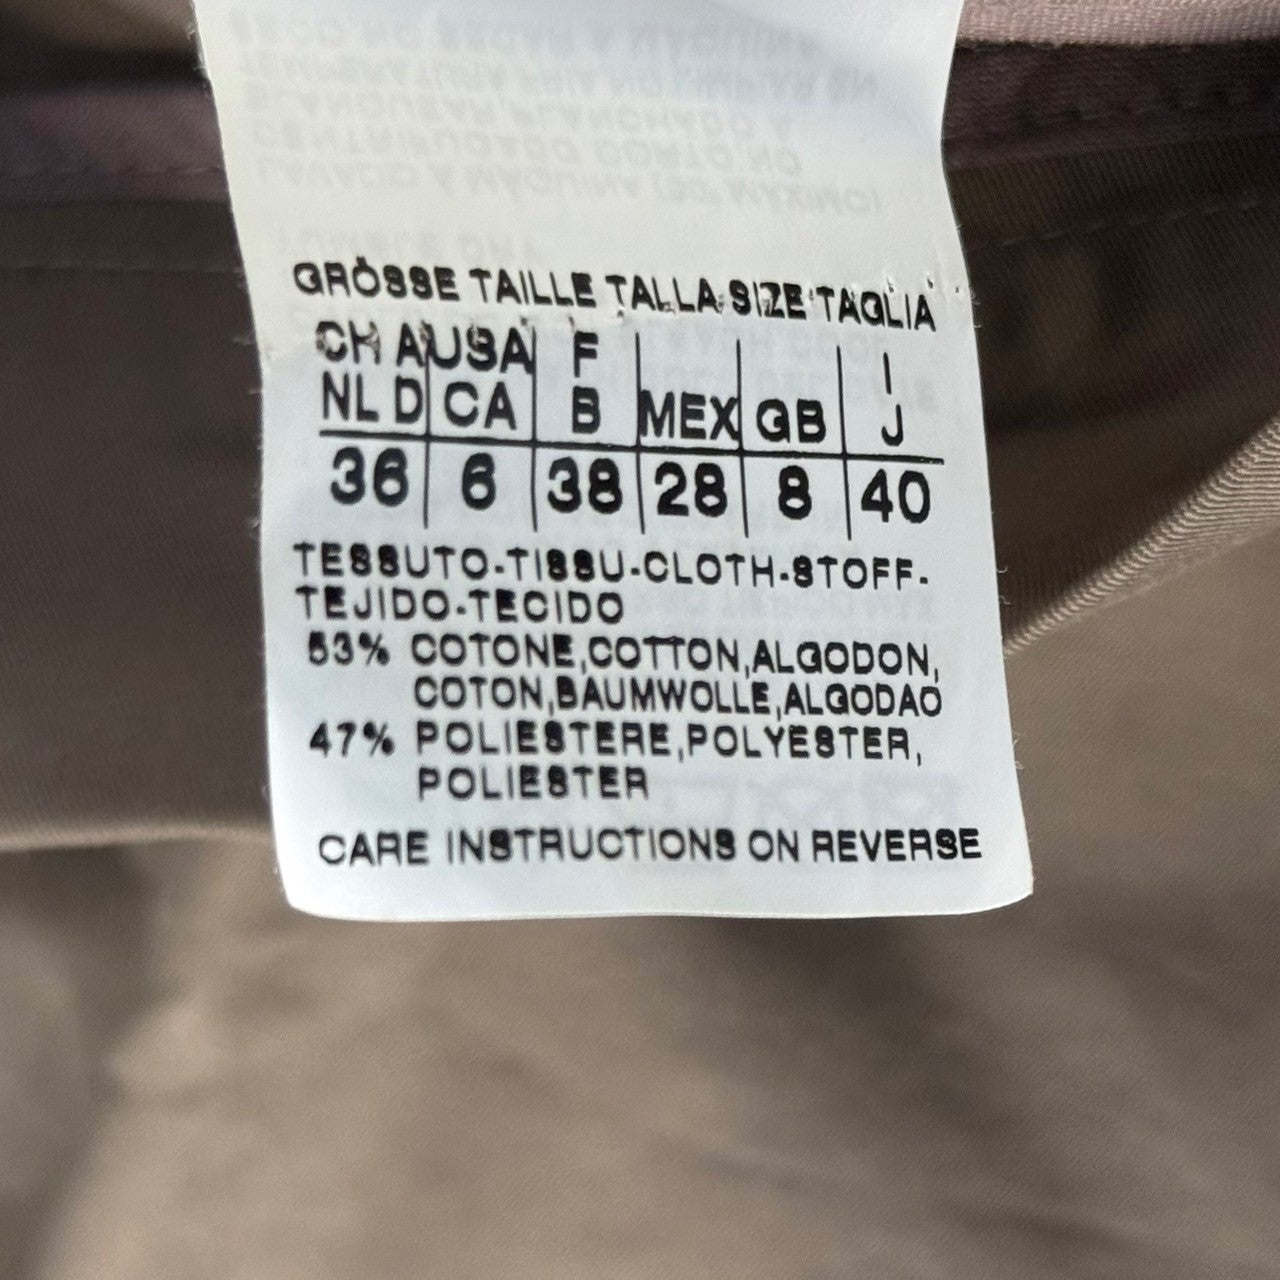 GRÖSSE TAILLE TALLA SIZE TAGLIA
CH A USA F I
NL D CA B MEX GB J
36 6 38 28 8 40
TESSUTO-TISSU-CLOTH-STOFF-
TEJIDO-TECIDO
53% COTONE,COTTON,ALGODON,
COTON,BAUMWOLLE,ALGODAO
47% POLIESTERE,POLYESTER,
POLIESTER
CARE INSTRUCTIONS ON REVERSE